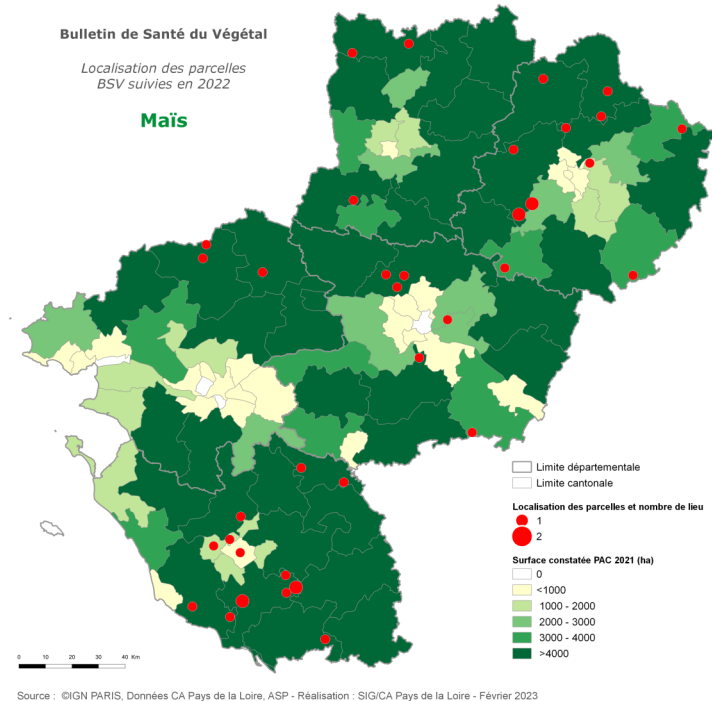 Bulletin de Santé du Végétal
Localisation des parcelles
BSV suivies en 2022
Maïs
Limite départementale
Limite cantonale
Localisation des parcelles et nombre de lieu
1
2
Surface constatée PAC 2021 (ha)
0
<1000
1000 - 2000
2000 - 3000
3000 - 4000
>4000
0 10 20 30 40 Km
Source : ©IGN PARIS, Données CA Pays de la Loire, ASP - Réalisation : SIG/CA Pays de la Loire - Février 2023